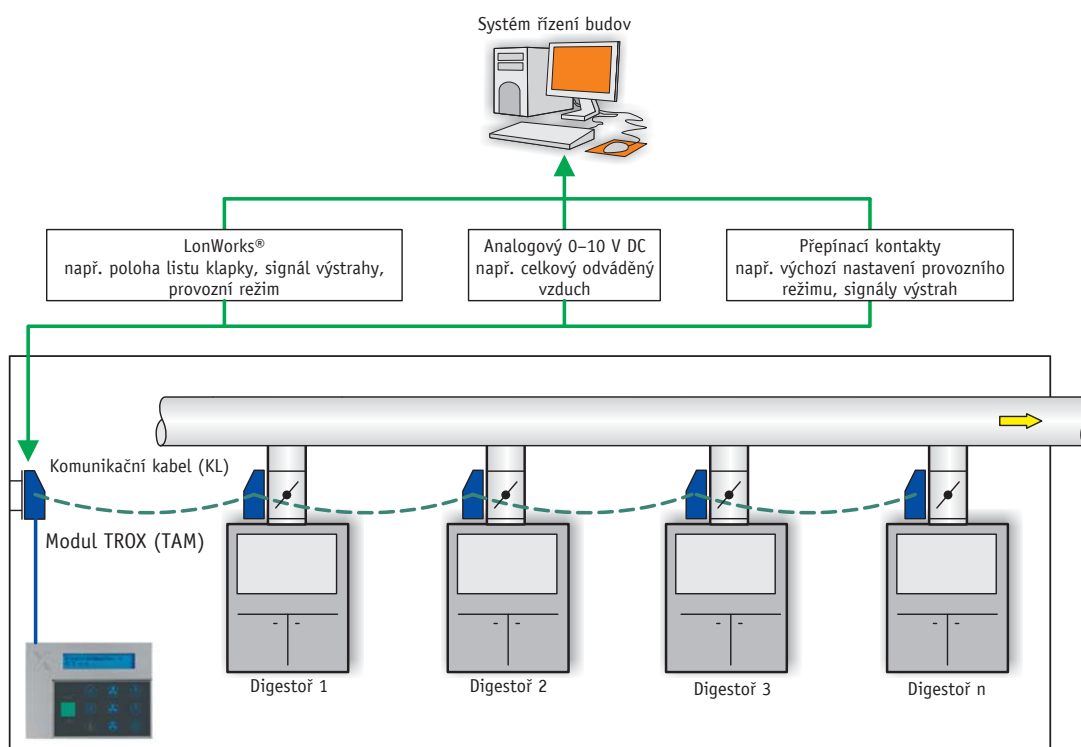 Systém řízení budov
LonWorks®
např. poloha listu klapky, signál výstrahy,
provozní režim
Analogový 0–10 V DC
např. celkový odváděný
vzduch
Přepínací kontakty
např. výchozí nastavení provozního
režimu, signály výstrah
Komunikační kabel (KL)
Modul TROX (TAM)
Digestoř 1
Digestoř 2
Digestoř 3
Digestoř n